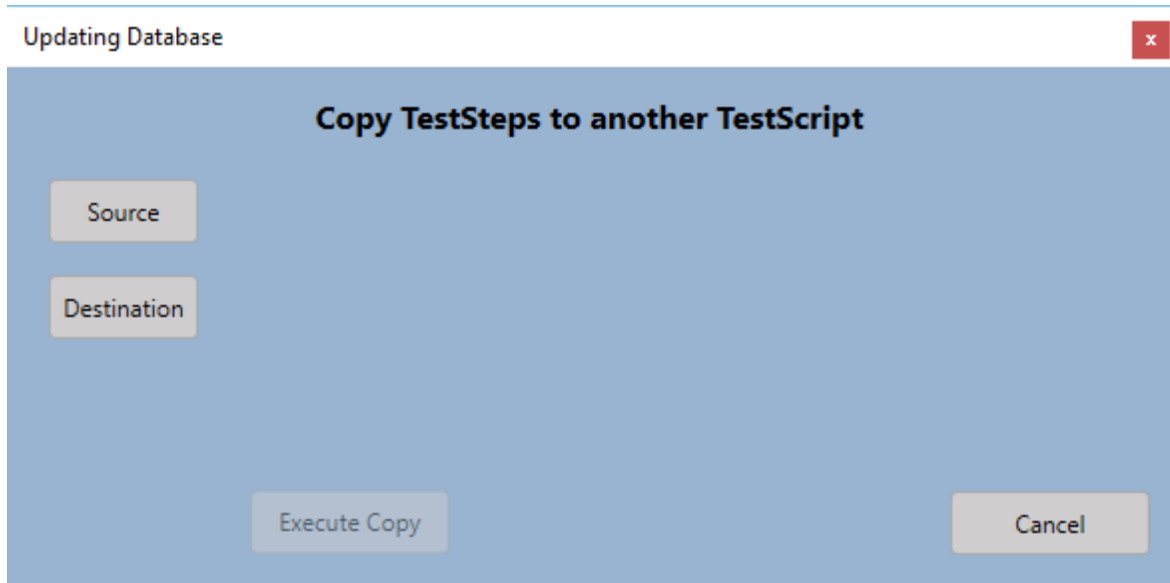 Updating Database
x
Copy TestSteps to another TestScript
Source
Destination
Execute Copy
Cancel